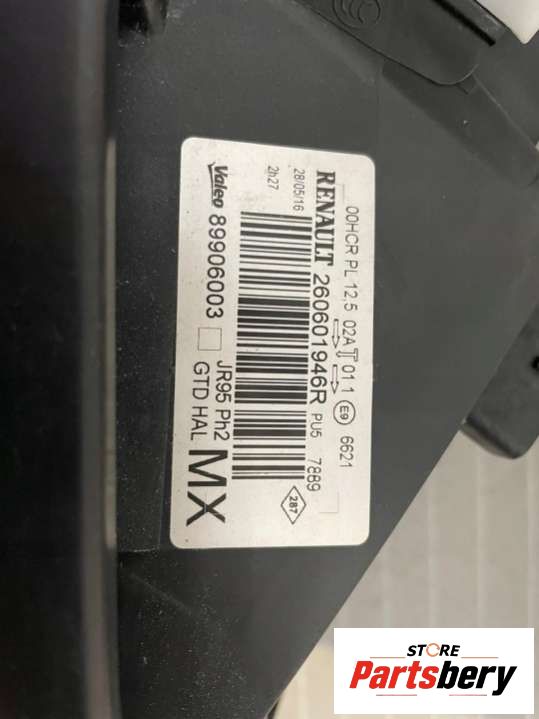 00HCR PL 12,5 02A 01 1 E9 6621
RENAULT 260601946R PU5 7889
28/05/16
2h27
287
JR95 Ph2
GTD HAL
MX
Valeo 89906003
STORE
Partsbery